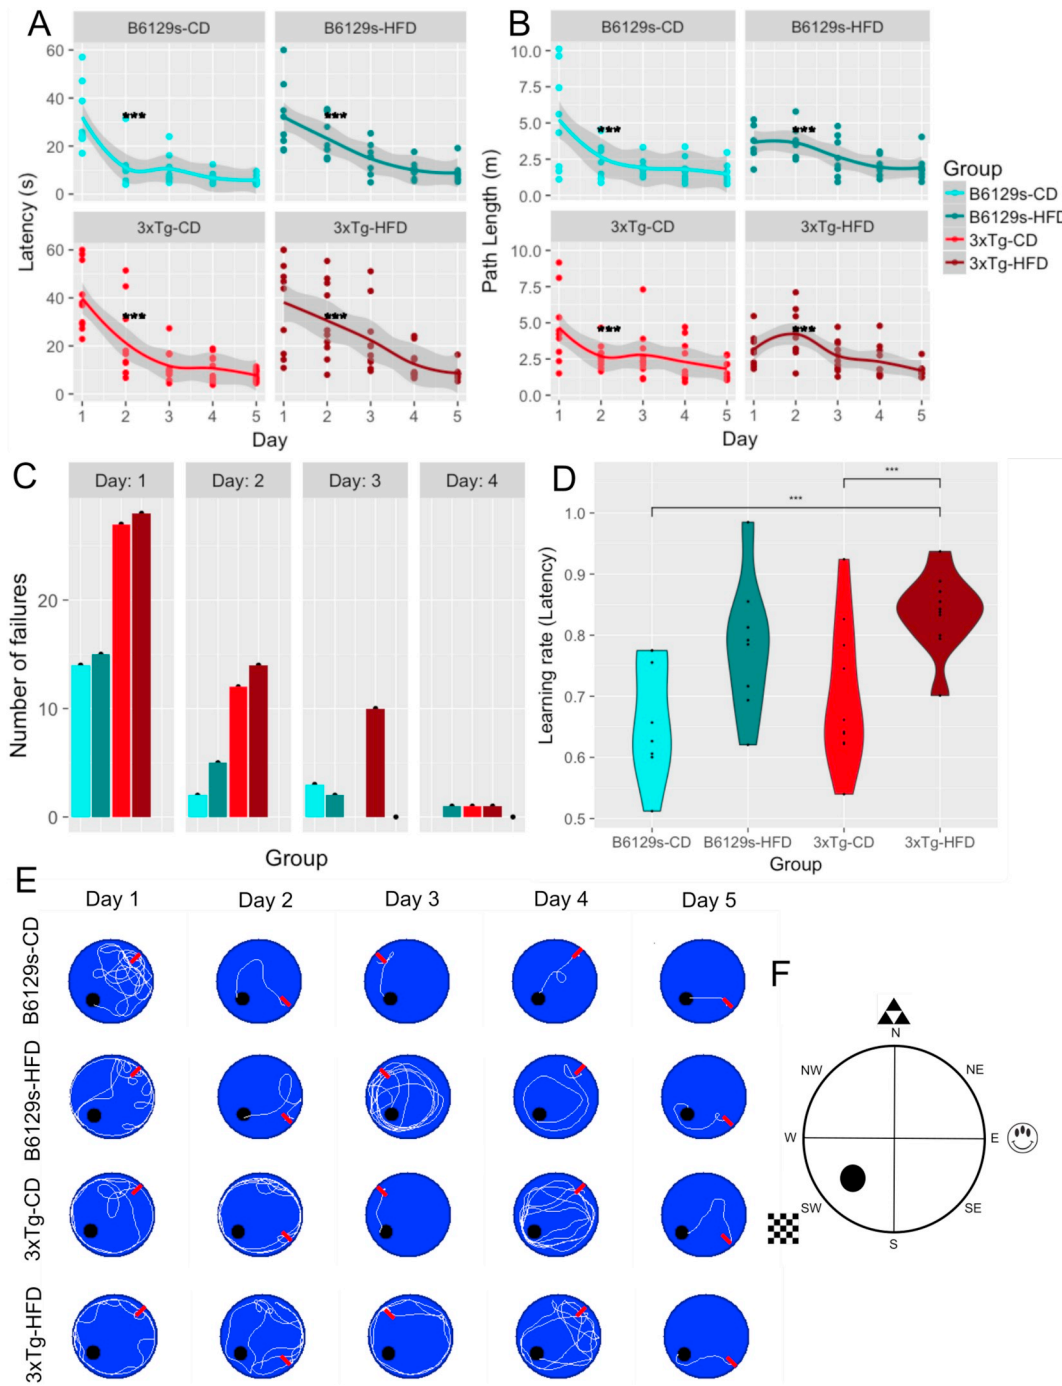 A
B6129s-CD
B6129s-HFD
60
40
20
0
Latency (s)
***
***
3xTg-CD
3xTg-HFD
60
40
20
0
***
***
1 2 3 4 5
1 2 3 4 5
Day
B
B6129s-CD
B6129s-HFD
10.0
7.5
5.0
2.5
0.0
Path Length (m)
***
***
3xTg-CD
3xTg-HFD
10.0
7.5
5.0
2.5
0.0
***
***
1 2 3 4 5
1 2 3 4 5
Day
Group
B6129s-CD
B6129s-HFD
3xTg-CD
3xTg-HFD
C
Day: 1
Day: 2
Day: 3
Day: 4
Number of failures
20
10
0
Group
D
***
***
Learning rate (Latency)
1.0
0.9
0.8
0.7
0.6
0.5
B6129s-CD
B6129s-HFD
3xTg-CD
3xTg-HFD
Group
E
Day 1
Day 2
Day 3
Day 4
Day 5
B6129s-CD
B6129s-HFD
3xTg-CD
3xTg-HFD
F
N
NW
NE
W
E
SW
SE
S